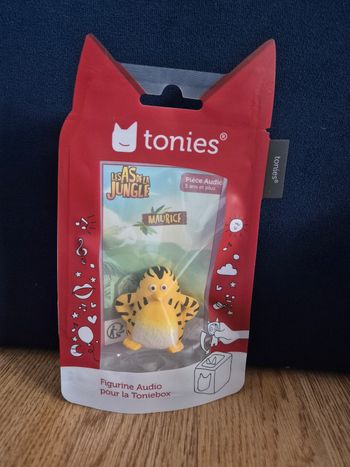 tonies®
tonies®
LES AS DE LA
JUNGLE
Pièce Audio
3 ans et plus
MAURICE
Figurine Audio
pour la Toniebox